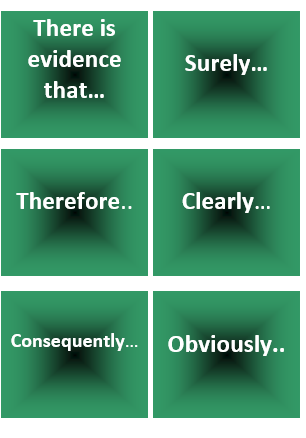 There is
evidence
that...
Surely...
Therefore..
Clearly...
Consequently...
Obviously..